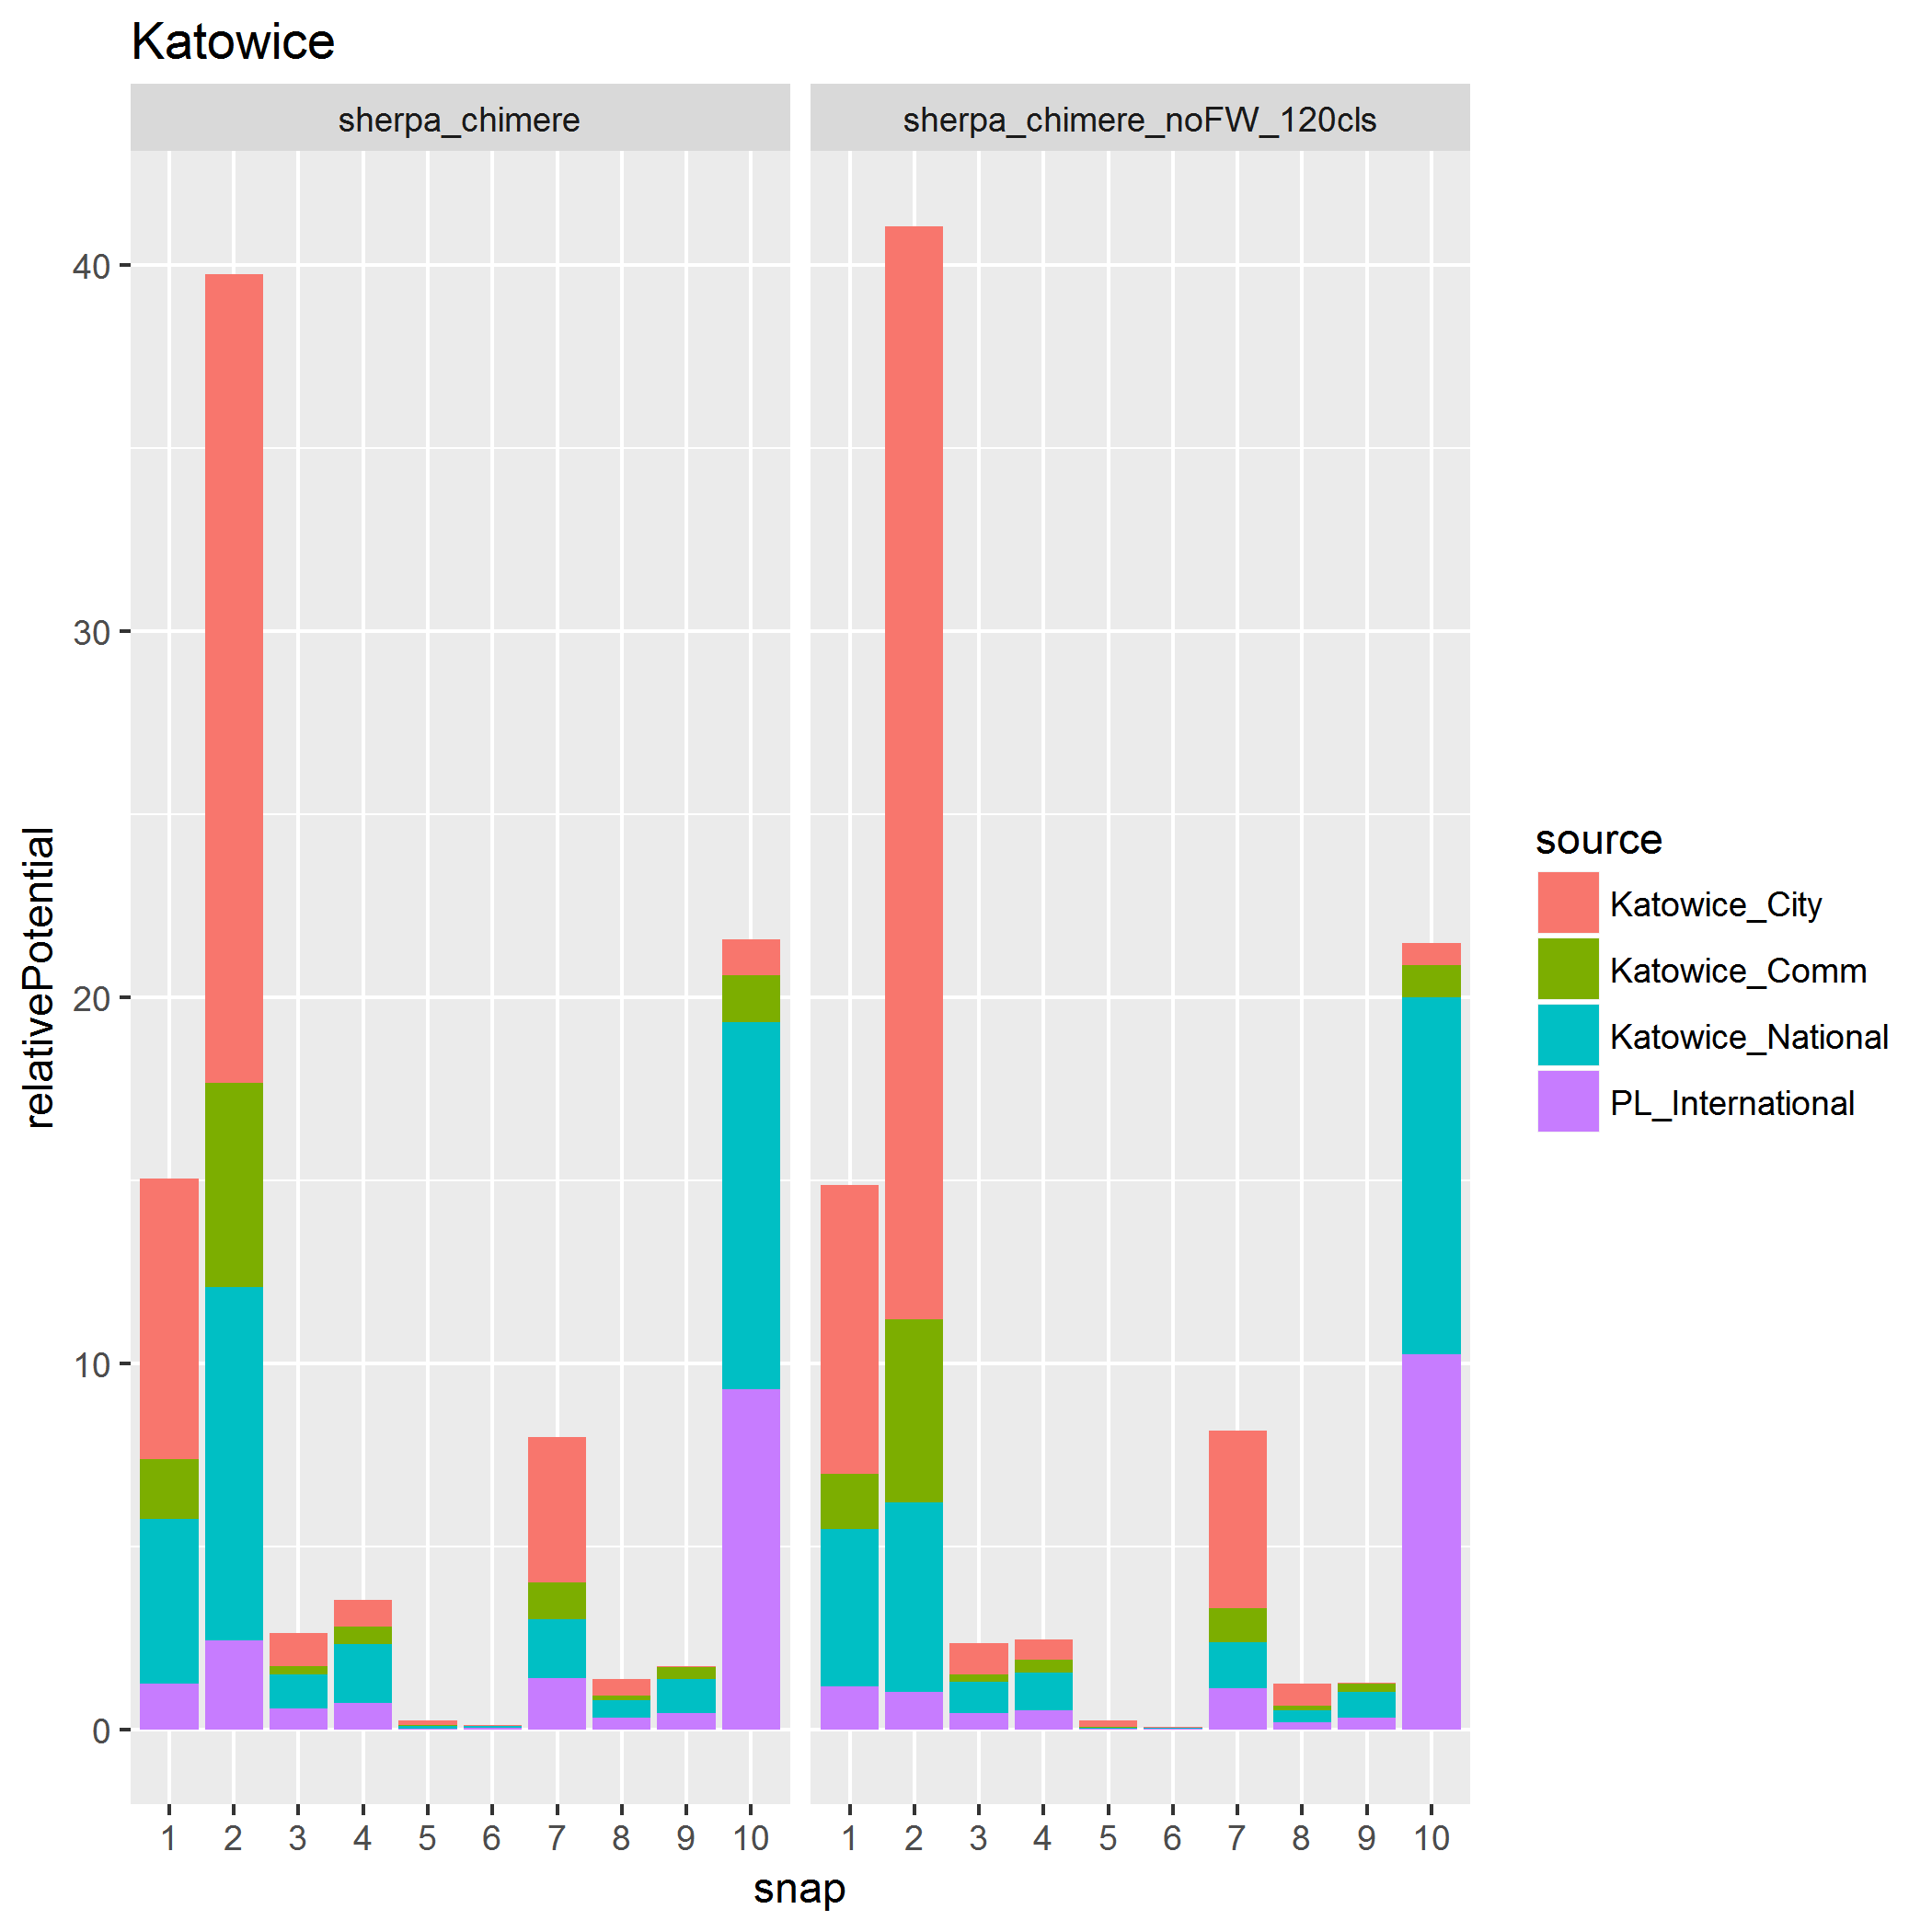 Katowice
sherpa_chimere
sherpa_chimere_noFW_120cls
40
30
20
10
0
relativePotential
1 2 3 4 5 6 7 8 9 10
1 2 3 4 5 6 7 8 9 10
snap
source
Katowice_City
Katowice_Comm
Katowice_National
PL_International